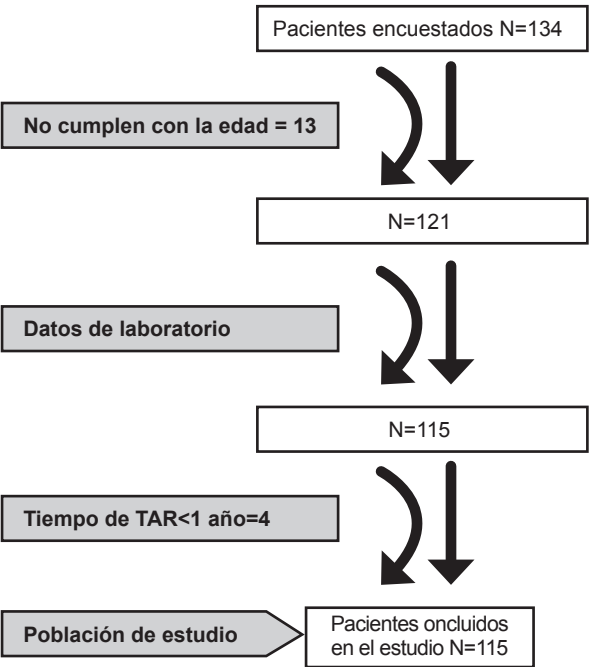 Pacientes encuestados N=134
No cumplen con la edad = 13
N=121
Datos de laboratorio
N=115
Tiempo de TAR<1 año=4
Población de estudio
Pacientes oncluidos
en el estudio N=115